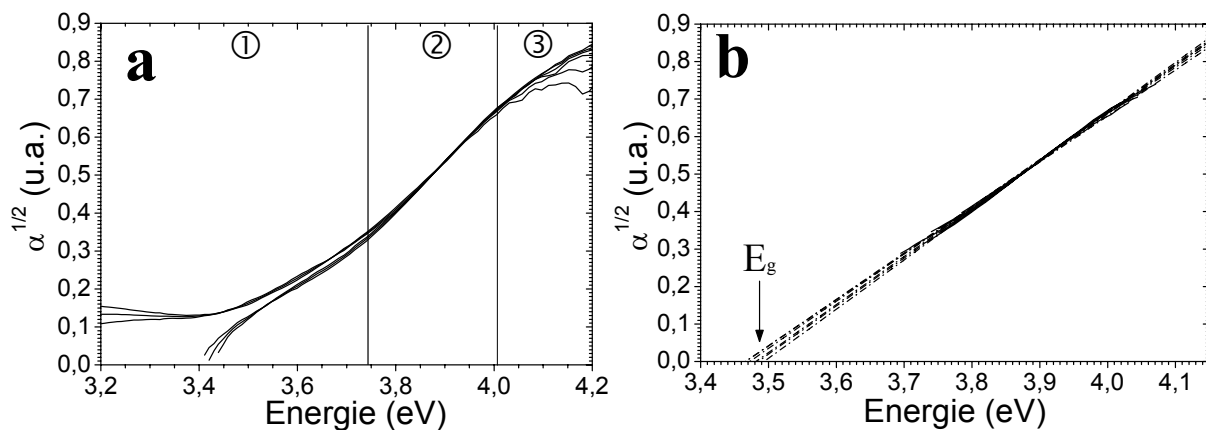 a
① ② ③
α^1/2 (u.a.)
0,9
0,8
0,7
0,6
0,5
0,4
0,3
0,2
0,1
0,0
3,2 3,4 3,6 3,8 4,0 4,2
Energie (eV)
b
α^1/2 (u.a.)
0,9
0,8
0,7
0,6
0,5
0,4
0,3
0,2
0,1
0,0
E_g
3,4 3,5 3,6 3,7 3,8 3,9 4,0 4,1
Energie (eV)